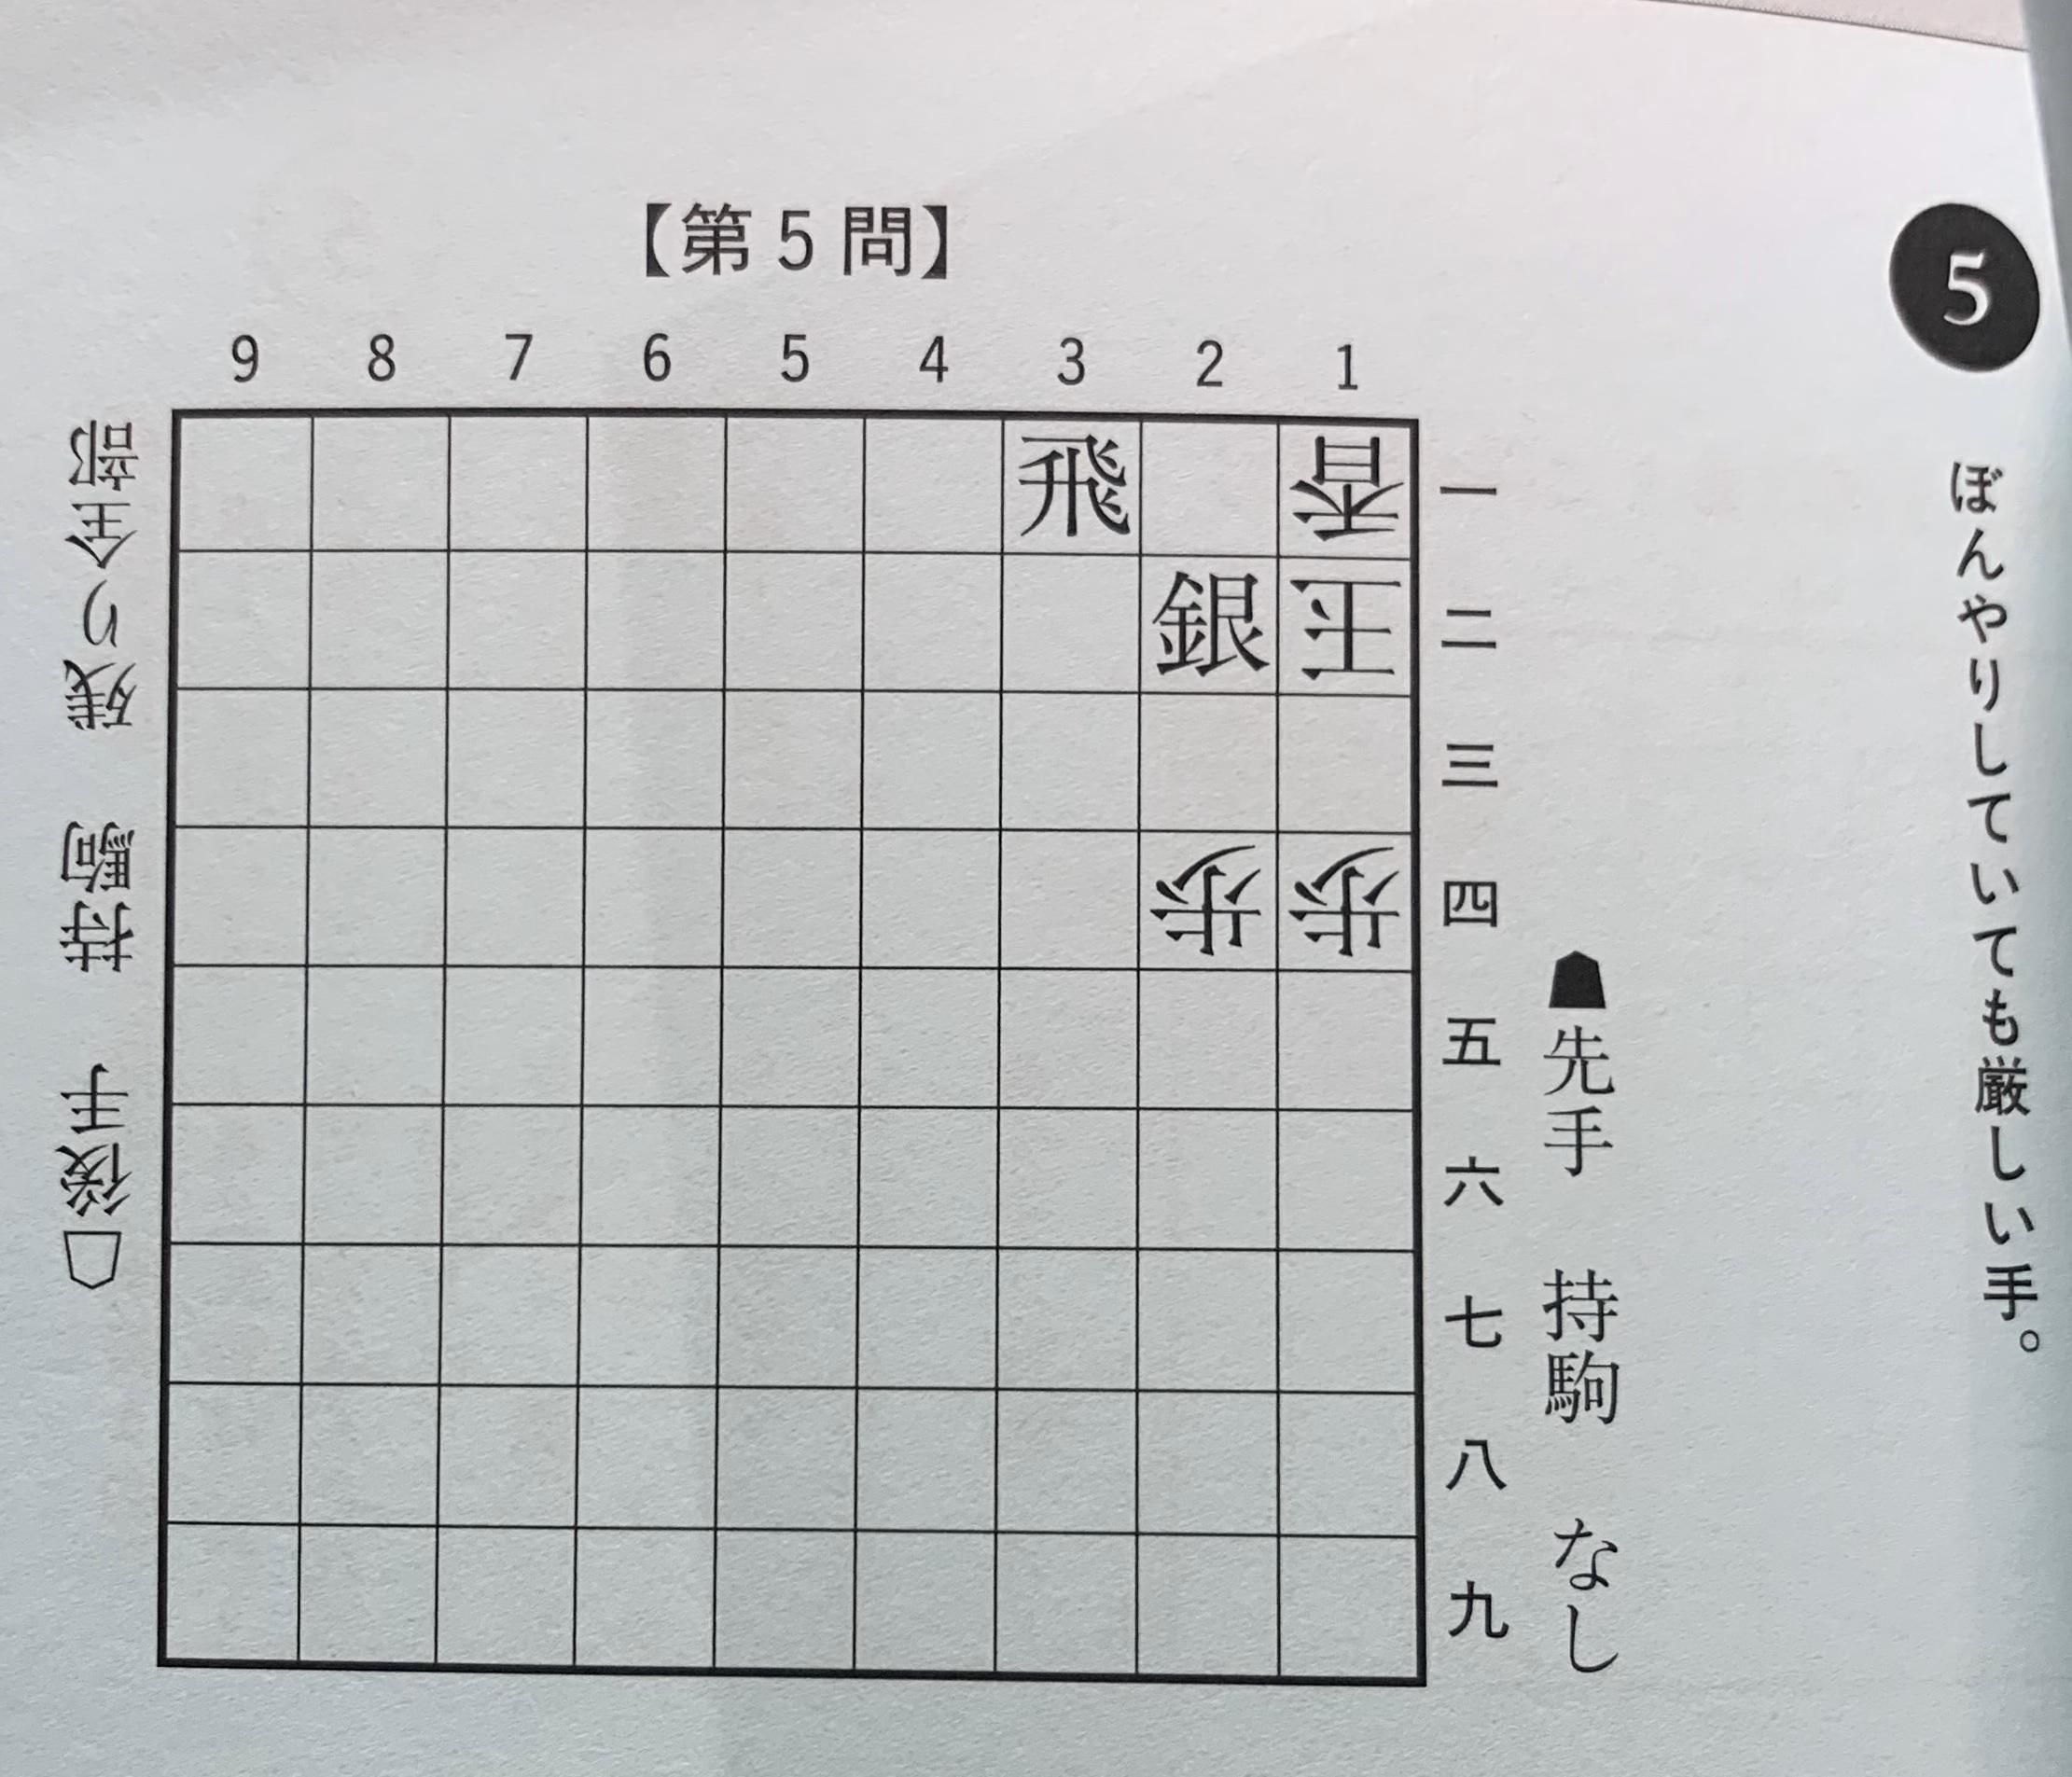 5
ぼんやりしていても厳しい手。
【第5問】
9 8 7 6 5 4 3 2 1
飛 香 一
銀 王 二
三
歩 歩 四
五
六
七
八
九
☗先手 持駒 なし
☖後手 持駒 残り全部